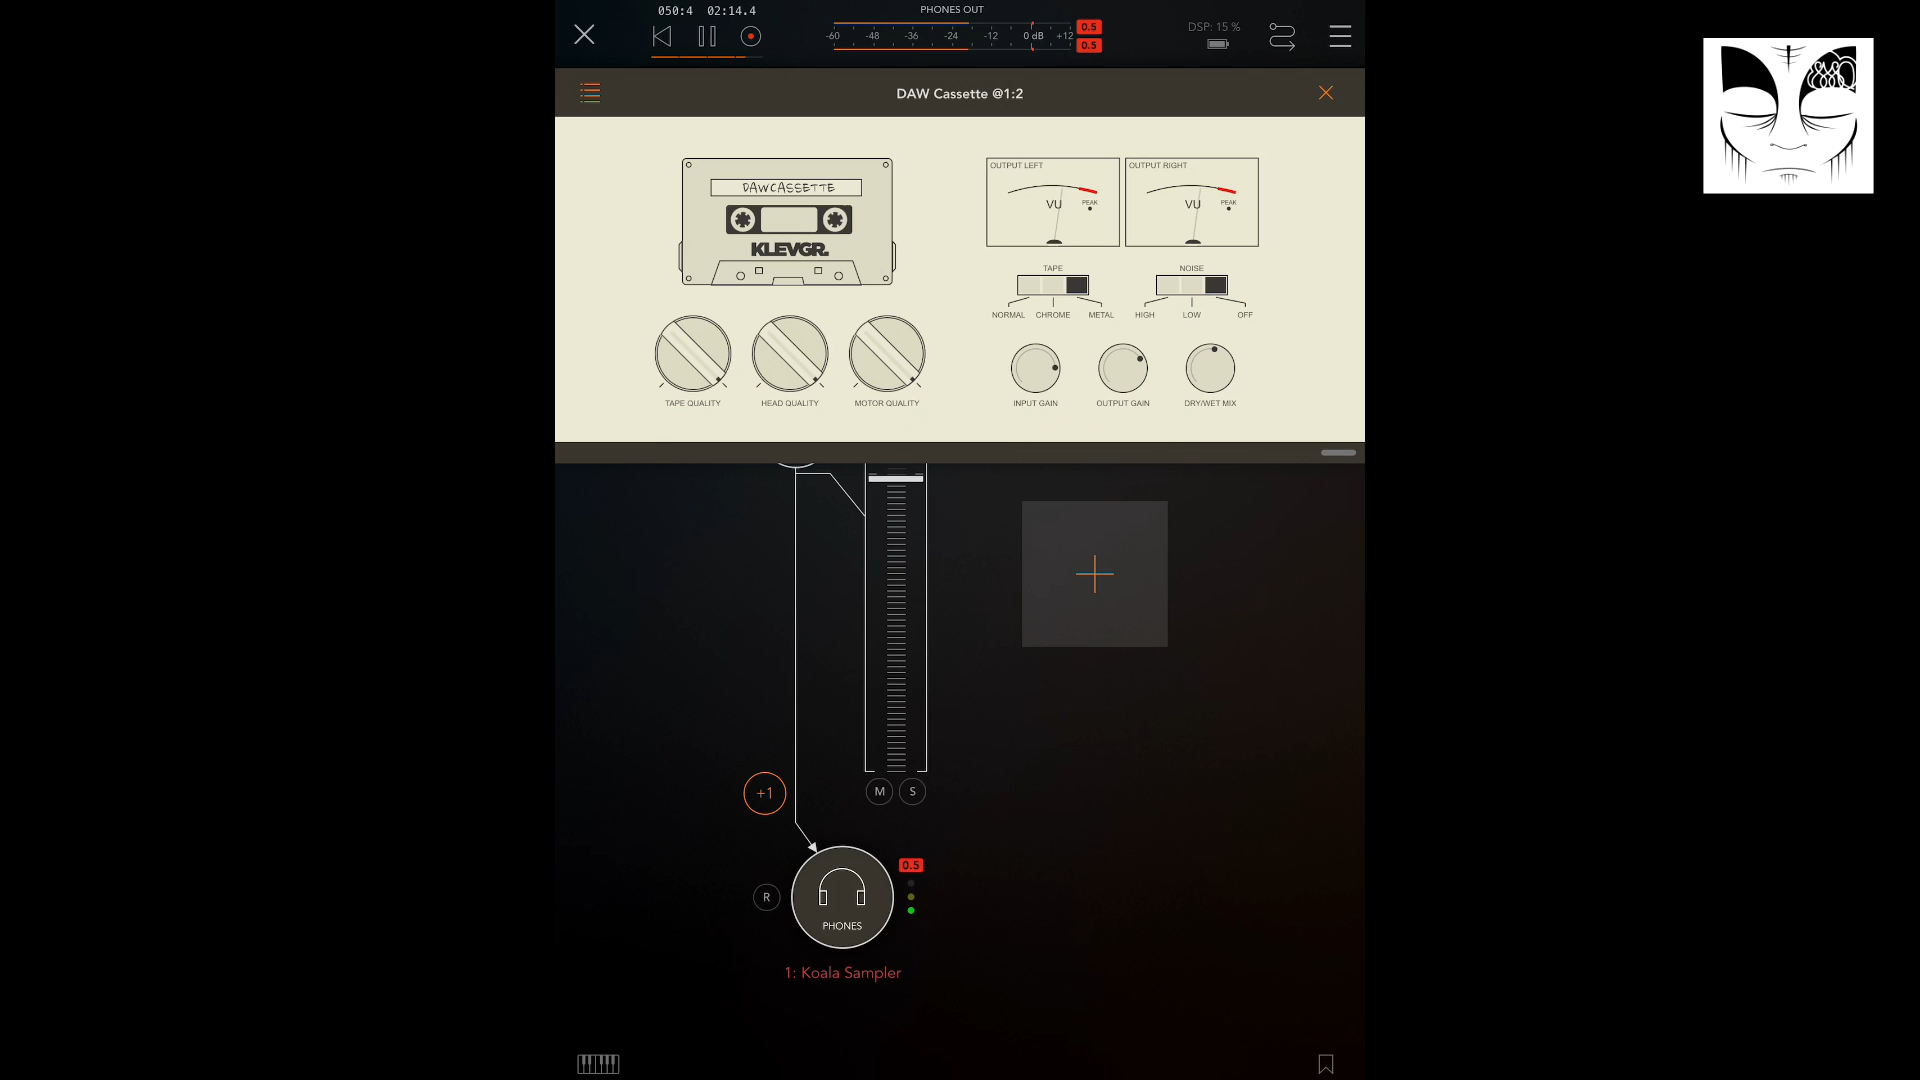 050:4 02:14.4
PHONES OUT
-60 -48 -36 -24 -12 0 dB +12
0.5
0.5
DSP: 15 %
DAW Cassette @1:2
DAWCASSETTE
KLEVGR.
OUTPUT LEFT
VU
PEAK
OUTPUT RIGHT
VU
PEAK
TAPE
NORMAL CHROME METAL
NOISE
HIGH LOW OFF
TAPE QUALITY
HEAD QUALITY
MOTOR QUALITY
INPUT GAIN
OUTPUT GAIN
DRY/WET MIX
+1
M S
0.5
R
PHONES
1: Koala Sampler